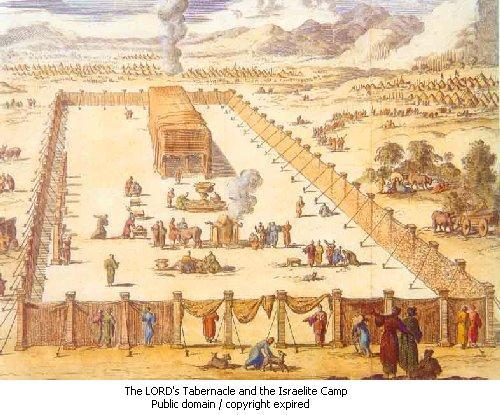 The LORD's Tabernacle and the Israelite Camp
Public domain / copyright expired